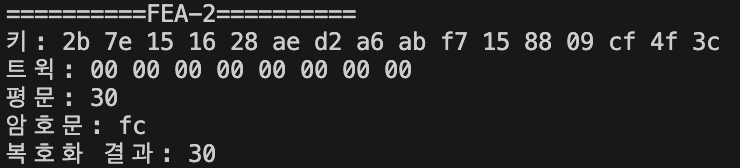 ==========FEA-2==========
키: 2b 7e 15 16 28 ae d2 a6 ab f7 15 88 09 cf 4f 3c
트윅: 00 00 00 00 00 00 00 00
평문: 30
암호문: fc
복호화 결과: 30